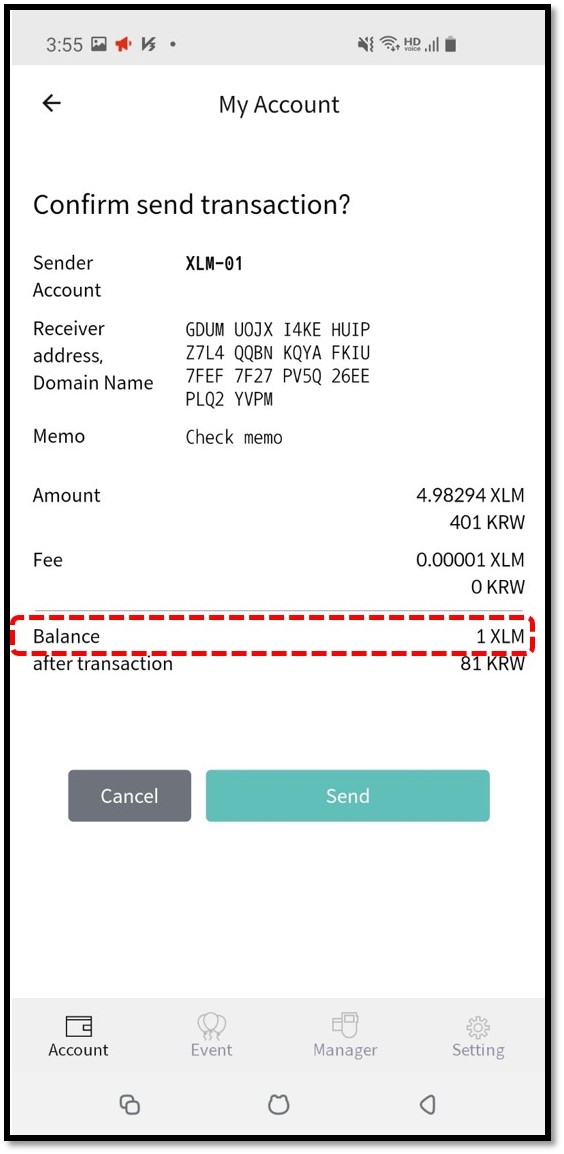 3:55
HD
voice
My Account
Confirm send transaction?
Sender
Account
XLM-01
Receiver
address,
Domain Name
GDUM UOJX I4KE HUIP
Z7L4 QQBN KQYA FKIU
7FEF 7F27 PV5Q 26EE
PLQ2 YVPM
Memo
Check memo
Amount
4.98294 XLM
401 KRW
Fee
0.00001 XLM
0 KRW
Balance
after transaction
1 XLM
81 KRW
Cancel
Send
Account
Event
Manager
Setting